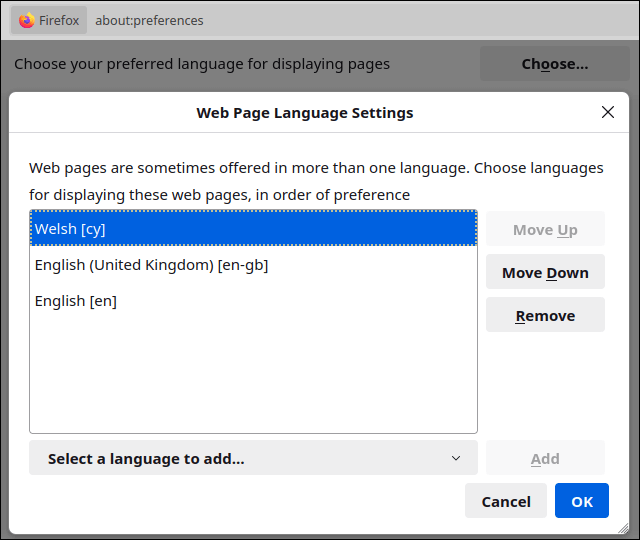 Firefox about:preferences
Choose your preferred language for displaying pages Choose...
Web Page Language Settings
Web pages are sometimes offered in more than one language. Choose languages
for displaying these web pages, in order of preference
Welsh [cy]
Move Up
English (United Kingdom) [en-gb]
Move Down
English [en]
Remove
Select a language to add...
Add
Cancel
OK